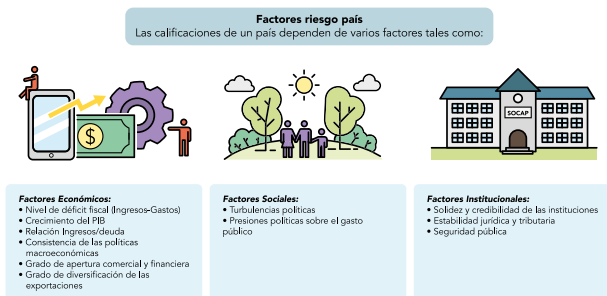 Factores riesgo país
Las calificaciones de un país dependen de varios factores tales como:
$
SOCAP
Factores Económicos:
• Nivel de déficit fiscal (Ingresos-Gastos)
• Crecimiento del PIB
• Relación Ingresos/deuda
• Consistencia de las políticas
macroeconómicas
• Grado de apertura comercial y financiera
• Grado de diversificación de las
exportaciones
Factores Sociales:
• Turbulencias políticas
• Presiones políticas sobre el gasto
público
Factores Institucionales:
• Solidez y credibilidad de las instituciones
• Estabilidad jurídica y tributaria
• Seguridad pública